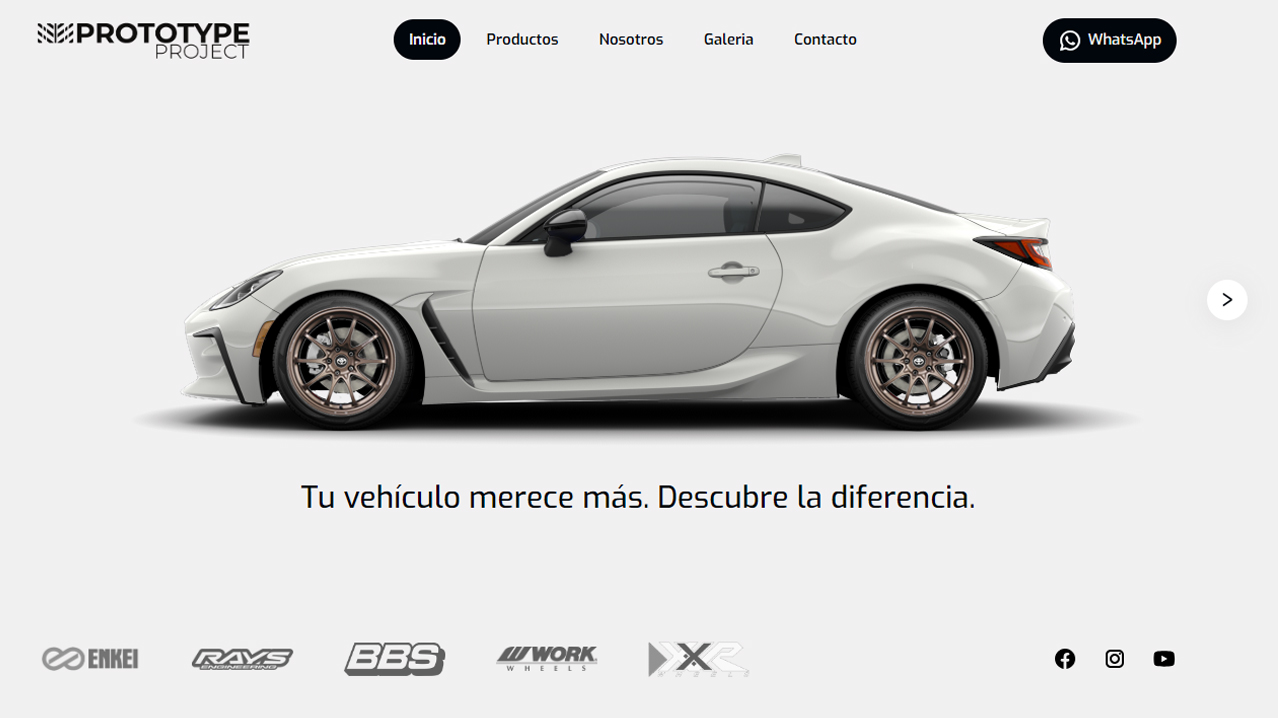 PROTOTYPE
PROJECT
Inicio
Productos
Nosotros
Galeria
Contacto
WhatsApp
Tu vehículo merece más. Descubre la diferencia.
ENKEI
RAYS
ENGINEERING
BBS
WORK
WHEELS
XXR
WHEELS